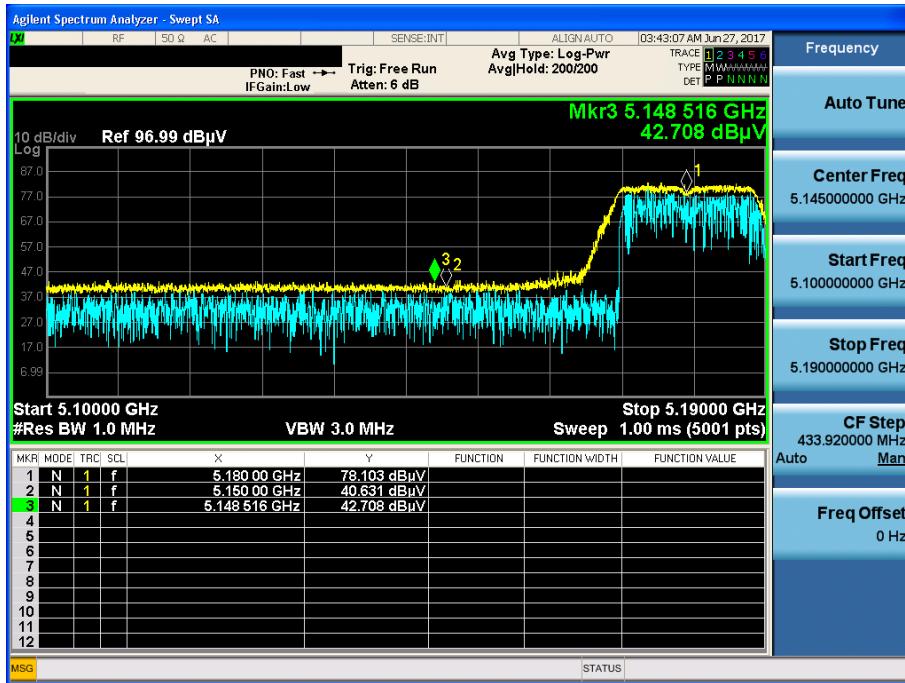 Agilent Spectrum Analyzer - Swept SA
LXI RF 50 Ω AC SENSE:INT ALIGN AUTO 03:43:07 AM Jun 27, 2017
PNO: Fast Trig: Free Run Avg Type: Log-Pwr TRACE 1 2 3 4 5 6
IFGain:Low Atten: 6 dB Avg|Hold: 200/200 TYPE M W W W W W
DET P P N N N N
Mkr3 5.148 516 GHz
42.708 dBµV
10 dB/div Ref 96.99 dBµV
Log
87.0
77.0
67.0
57.0
47.0
37.0
27.0
17.0
6.99
1
3 2
Start 5.10000 GHz Stop 5.19000 GHz
#Res BW 1.0 MHz VBW 3.0 MHz Sweep 1.00 ms (5001 pts)
MKR MODE TRC SCL X Y FUNCTION FUNCTION WIDTH FUNCTION VALUE
1 N 1 f 5.180 00 GHz 78.103 dBµV
2 N 1 f 5.150 00 GHz 40.631 dBµV
3 N 1 f 5.148 516 GHz 42.708 dBµV
4
5
6
7
8
9
10
11
12
MSG STATUS
Frequency
Auto Tune
Center Freq
5.145000000 GHz
Start Freq
5.100000000 GHz
Stop Freq
5.190000000 GHz
CF Step
433.920000 MHz
Auto Man
Freq Offset
0 Hz